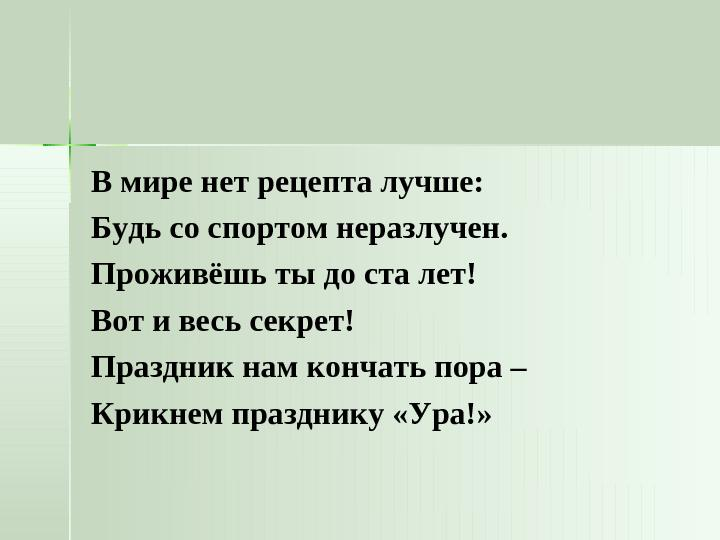 В мире нет рецепта лучше:
Будь со спортом неразлучен.
Проживёшь ты до ста лет!
Вот и весь секрет!
Праздник нам кончать пора –
Крикнем празднику «Ура!»